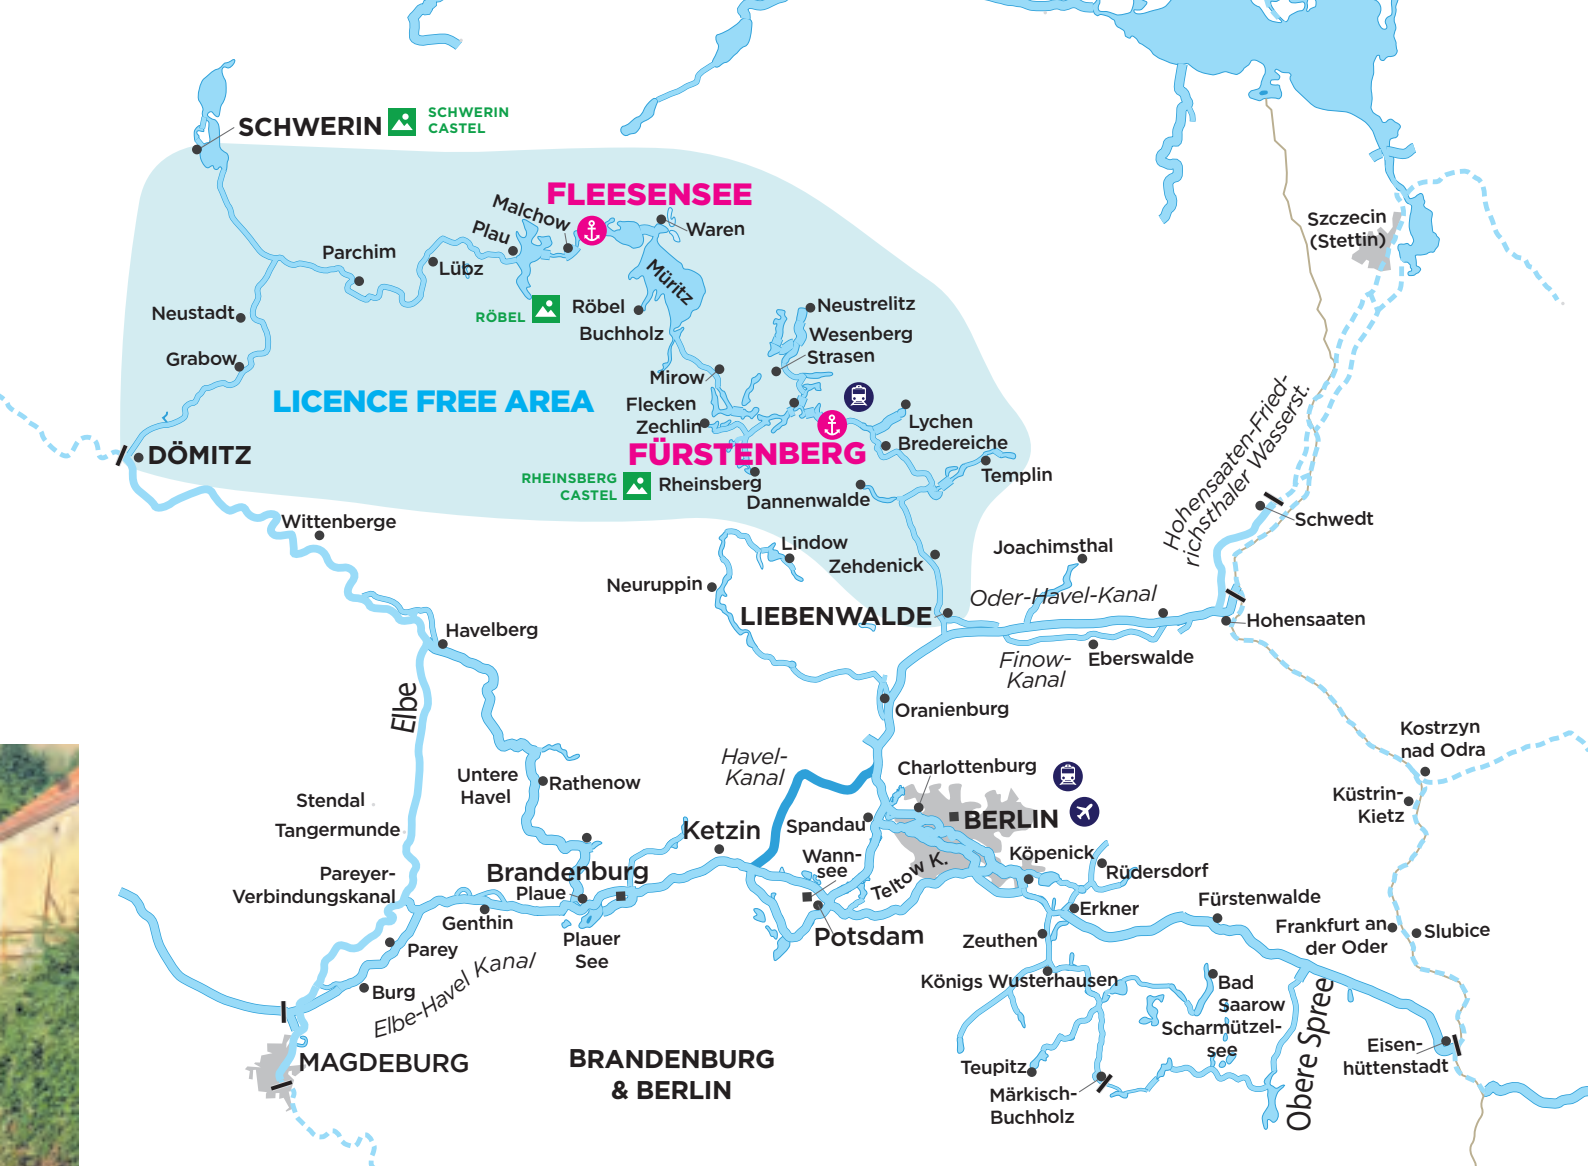 SCHWERIN
SCHWERIN
CASTEL
FLEESENSEE
Malchow
Plau
Waren
Parchim
Lübz
Müritz
Szczecin
(Stettin)
RÖBEL
Röbel
Buchholz
Neustadt
Neustrelitz
Wesenberg
Strasen
Grabow
Mirow
LICENCE FREE AREA
Flecken
Zechlin
Lychen
Bredereiche
FÜRSTENBERG
DÖMITZ
RHEINSBERG
CASTEL
Rheinsberg
Templin
Dannenwalde
Hohensaaten-Fried-
richsthaler Wasserst.
Wittenberge
Schwedt
Lindow
Joachimsthal
Zehdenick
Neuruppin
Oder-Havel-Kanal
LIEBENWALDE
Hohensaaten
Havelberg
Finow-
Kanal
Eberswalde
Elbe
Oranienburg
Kostrzyn
nad Odra
Havel-
Kanal
Charlottenburg
Untere
Havel
Rathenow
Küstrin-
Kietz
Stendal
Tangermunde
Ketzin
Spandau
BERLIN
Wann-
see
Teltow K.
Köpenick
Rüdersdorf
Pareyer-
Verbindungskanal
Brandenburg
Plaue
Genthin
Fürstenwalde
Erkner
Potsdam
Zeuthen
Frankfurt an
der Oder
Slubice
Plauer
See
Parey
Königs Wusterhausen
Burg
Elbe-Havel Kanal
Bad
Saarow
Scharmützel-
see
Obere Spree
Eisen-
hüttenstadt
MAGDEBURG
BRANDENBURG
& BERLIN
Teupitz
Märkisch-
Buchholz